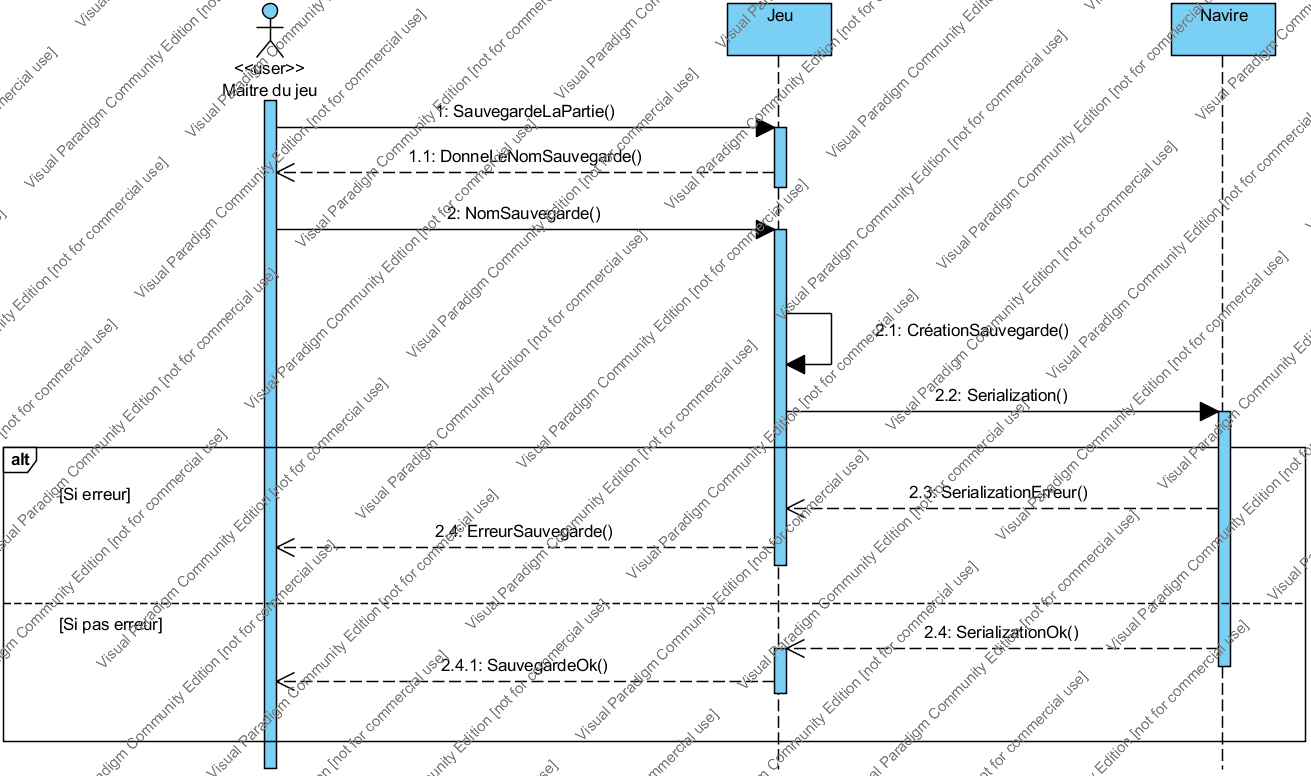 Jeu
Navire
<<user>>
Maitre du jeu
1: SauvegardeLaPartie()
1.1: DonneLeNomSauvegarde()
2: NomSauvegarde()
2.1: CréationSauvegarde()
2.2: Serialization()
alt
[Si erreur]
2.3: SerializationErreur()
2.4: ErreurSauvegarde()
[Si pas erreur]
2.4: SerializationOk()
2.4.1: SauvegardeOk()
Visual Paradigm Community Edition [not for commercial use]